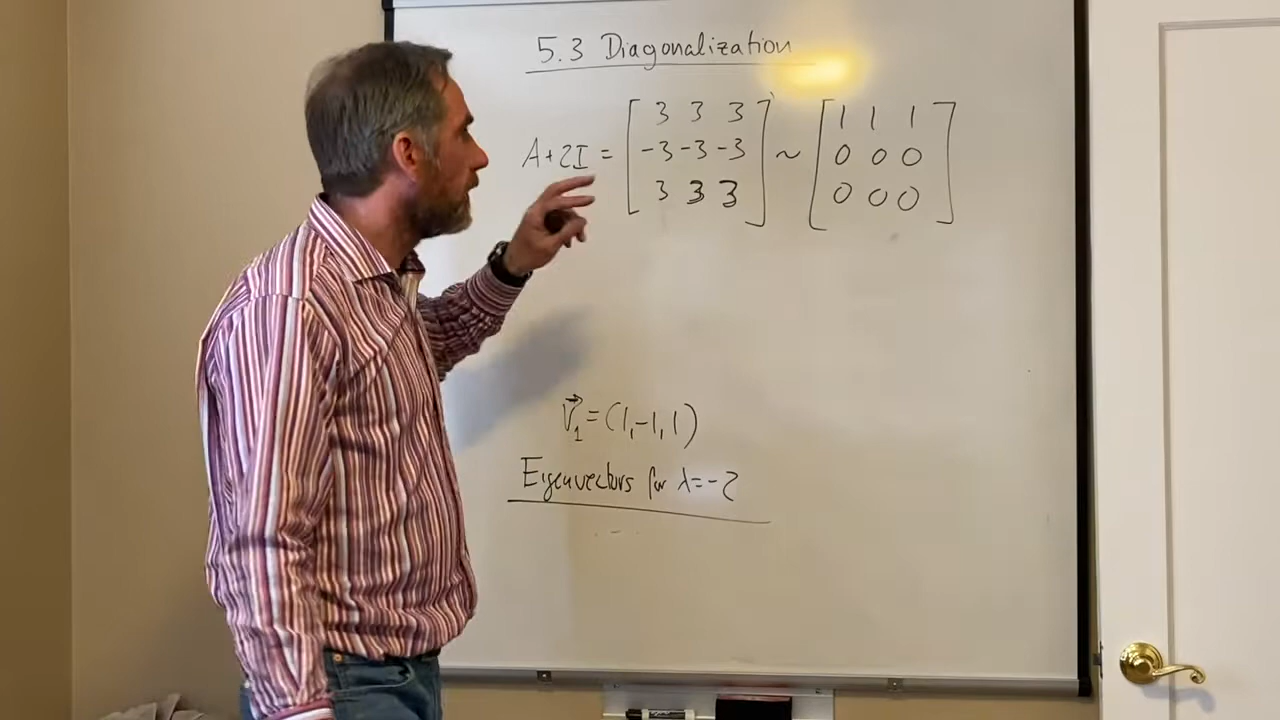 5.3 Diagonalization
A+2I = [3 3 3; -3 -3 -3; 3 3 3] ~ [1 1 1; 0 0 0; 0 0 0]
v⃗₁ = (1,-1,1)
Eigenvectors for λ=-2